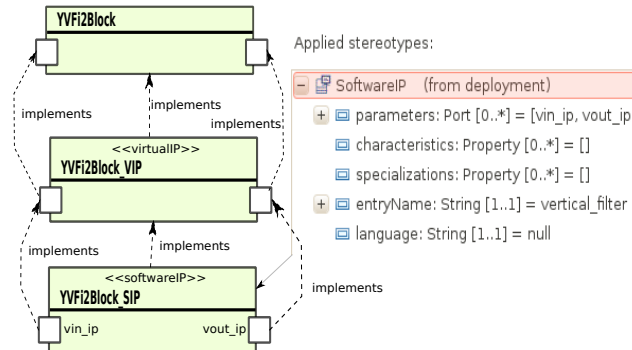 YVFi2Block
Applied stereotypes:
SoftwareIP (from deployment)
implements
implements
implements
parameters: Port [0..*] = [vin_ip, vout_ip
<<virtualIP>>
YVFi2Block_VIP
characteristics: Property [0..*] = []
specializations: Property [0..*] = []
entryName: String [1..1] = vertical_filter
language: String [1..1] = null
implements
implements
<<softwareIP>>
YVFi2Block_SIP
implements
vin_ip
vout_ip